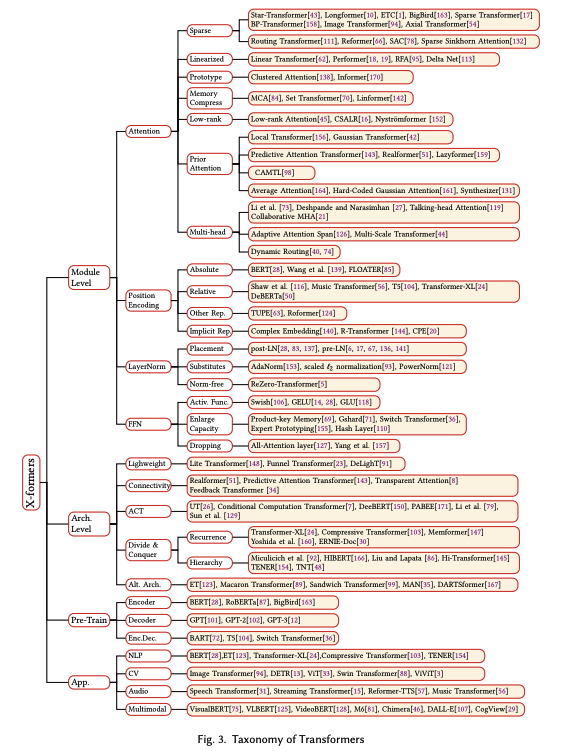 Star-Transformer[43], Longformer[10], ETC[1], BigBird[163], Sparse Transformer[17]
BP-Transformer[158], Image Transformer[94], Axial Transformer[54]
Sparse
Routing Transformer[111], Reformer[66], SAC[78], Sparse Sinkhorn Attention[132]
Linearized
Linear Transformer[62], Performer[18, 19], RFA[95], Delta Net[113]
Prototype
Clustered Attention[138], Informer[170]
Memory
Compress
MCA[84], Set Transformer[70], Linformer[142]
Low-rank
Low-rank Attention[45], CSALR[16], Nyströmformer [152]
Attention
Local Transformer[156], Gaussian Transformer[42]
Predictive Attention Transformer[143], Realformer[51], Lazyformer[159]
Prior
Attention
CAMTL[98]
Average Attention[164], Hard-Coded Gaussian Attention[161], Synthesizer[131]
Li et al. [73], Deshpande and Narasimhan [27], Talking-head Attention[119]
Collaborative MHA[21]
Multi-head
Adaptive Attention Span[126], Multi-Scale Transformer[44]
Dynamic Routing[40, 74]
Module
Level
Absolute
BERT[28], Wang et al. [139], FLOATER[85]
Position
Encoding
Relative
Shaw et al. [116], Music Transformer[56], T5[104], Transformer-XL[24]
DeBERTa[50]
Other Rep.
TUPE[63], Roformer[124]
Implicit Rep.
Complex Embedding[140], R-Transformer [144], CPE[20]
Placement
post-LN[28, 83, 137], pre-LN[6, 17, 67, 136, 141]
LayerNorm
Substitutes
AdaNorm[153], scaled ℓ2 normalization[93], PowerNorm[121]
Norm-free
ReZero-Transformer[5]
Activ. Func.
Swish[106], GELU[14, 28], GLU[118]
FFN
Enlarge
Capacity
Product-key Memory[69], Gshard[71], Switch Transformer[36],
Expert Prototyping[155], Hash Layer[110]
Dropping
All-Attention layer[127], Yang et al. [157]
X-formers
Lighweight
Lite Transformer[148], Funnel Transformer[23], DeLighT[91]
Connectivity
Realformer[51], Predictive Attention Transformer[143], Transparent Attention[8]
Feedback Transformer [34]
Arch.
Level
ACT
UT[26], Conditional Computation Transformer[7], DeeBERT[150], PABEE[171], Li et al. [79],
Sun et al. [129]
Divide &
Conquer
Recurrence
Transformer-XL[24], Compressive Transformer[103], Memformer[147]
Yoshida et al. [160], ERNIE-Doc[30]
Hierarchy
Miculicich et al. [92], HIBERT[166], Liu and Lapata [86], Hi-Transformer[145]
TENER[154], TNT[48]
Alt. Arch.
ET[123], Macaron Transformer[89], Sandwich Transformer[99], MAN[35], DARTSformer[167]
Pre-Train
Encoder
BERT[28], RoBERTa[87], BigBird[163]
Decoder
GPT[101], GPT-2[102], GPT-3[12]
Enc.Dec.
BART[72], T5[104], Switch Transformer[36]
App.
NLP
BERT[28],ET[123], Transformer-XL[24],Compressive Transformer[103], TENER[154]
CV
Image Transformer[94], DETR[13], ViT[33], Swin Transformer[88], ViViT[3]
Audio
Speech Transformer[31], Streaming Transformer[15], Reformer-TTS[57], Music Transformer[56]
Multimodal
VisualBERT[75], VLBERT[125], VideoBERT[128], M6[81], Chimera[46], DALL-E[107], CogView[29]
Fig. 3. Taxonomy of Transformers